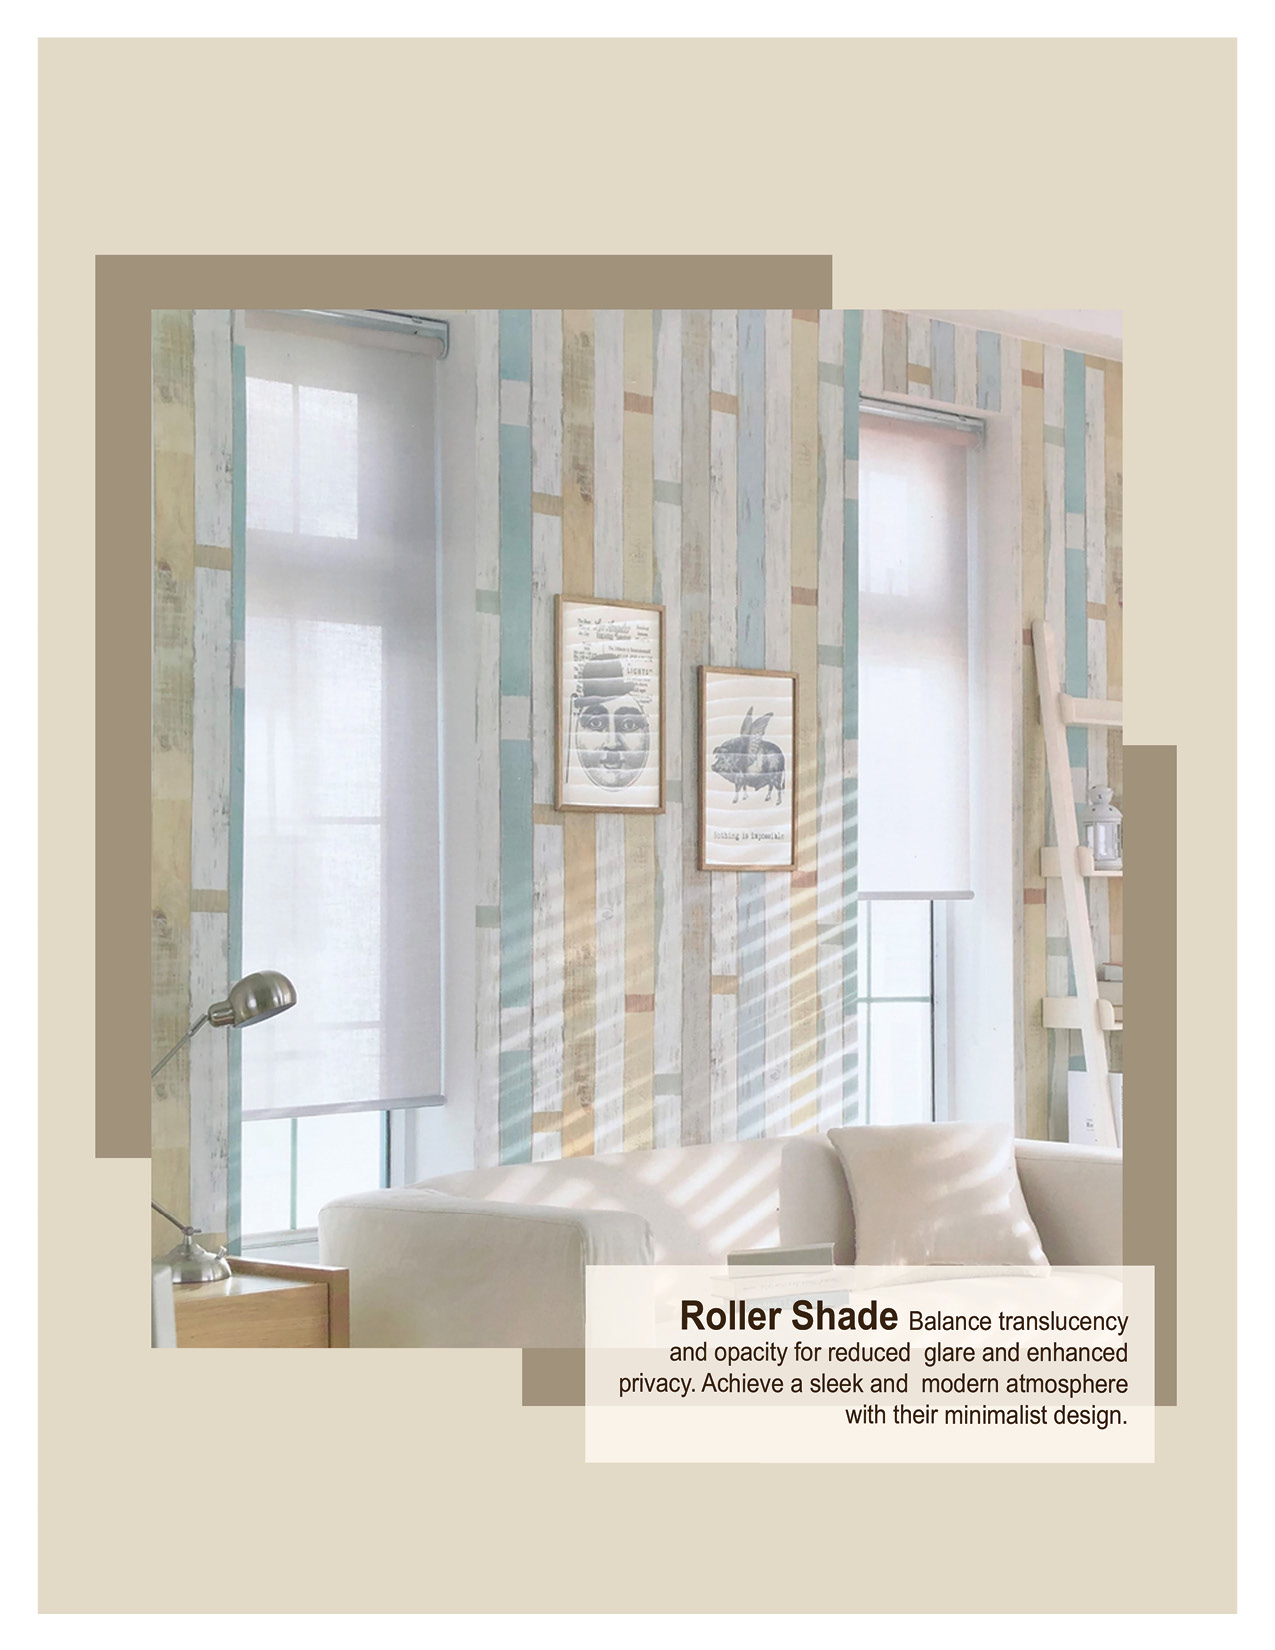 LIGHTS"
Nothing is impossible
Roller Shade Balance translucency
and opacity for reduced  glare and enhanced
privacy. Achieve a sleek and  modern atmosphere
with their minimalist design.